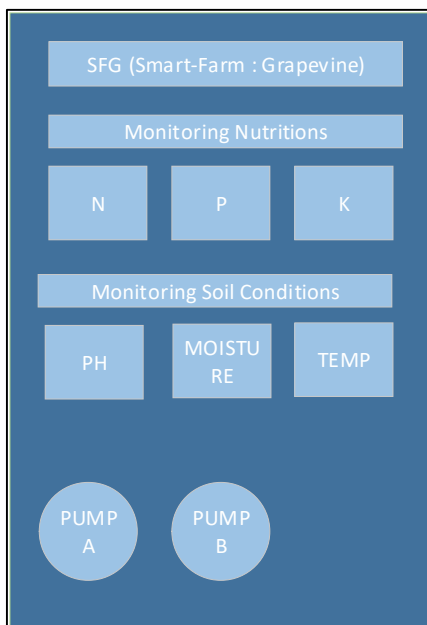 SFG (Smart-Farm : Grapevine)
Monitoring Nutritions
N
P
K
Monitoring Soil Conditions
PH
MOISTU
RE
TEMP
PUMP
A
PUMP
B